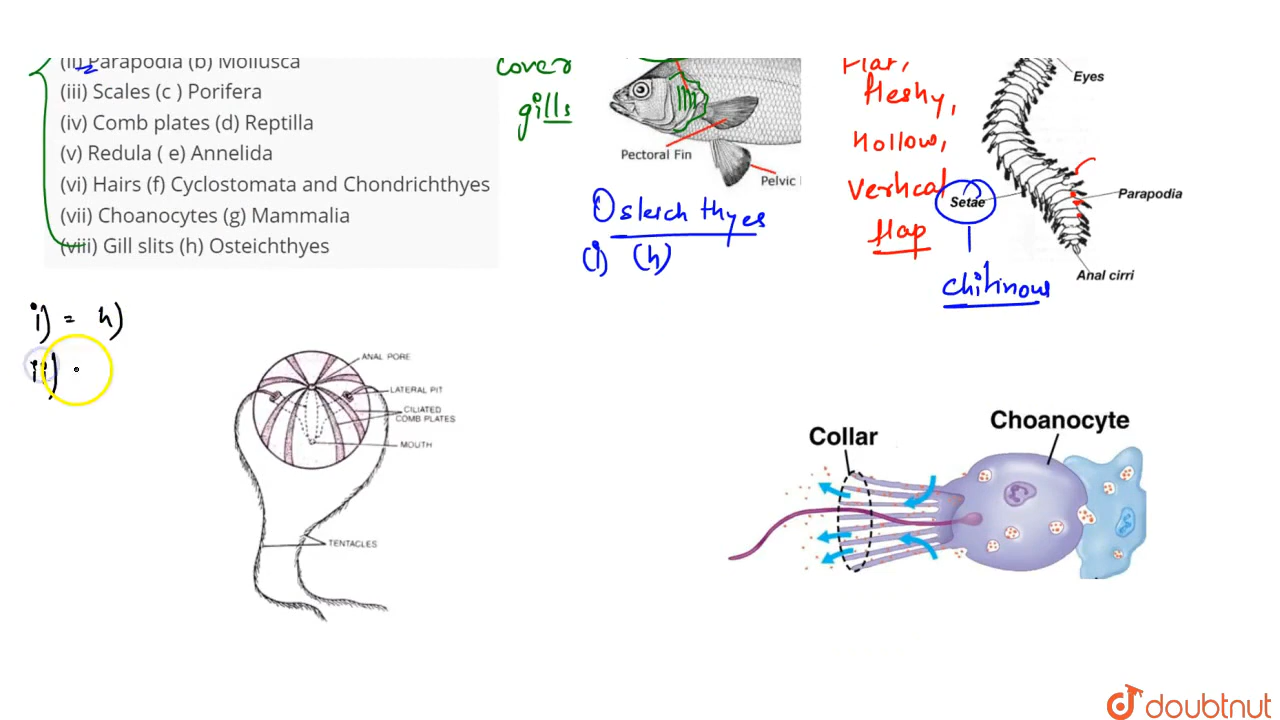 (ii) Parapodia (b) Mollusca
(iii) Scales (c ) Porifera
(iv) Comb plates (d) Reptilla
(v) Redula ( e) Annelida
(vi) Hairs (f) Cyclostomata and Chondrichthyes
(vii) Choanocytes (g) Mammalia
(viii) Gill slits (h) Osteichthyes
cover
gills
Pectoral Fin
Pelvic
Osteichthyes
(i) (h)
Flat,
fleshy,
Hollow,
Vertical
flap
Eyes
Setae
Parapodia
Anal cirri
chitinous
i) = h)
ii)
ANAL PORE
LATERAL PIT
CILIATED
COMB PLATES
MOUTH
TENTACLES
Collar
Choanocyte
doubtnut